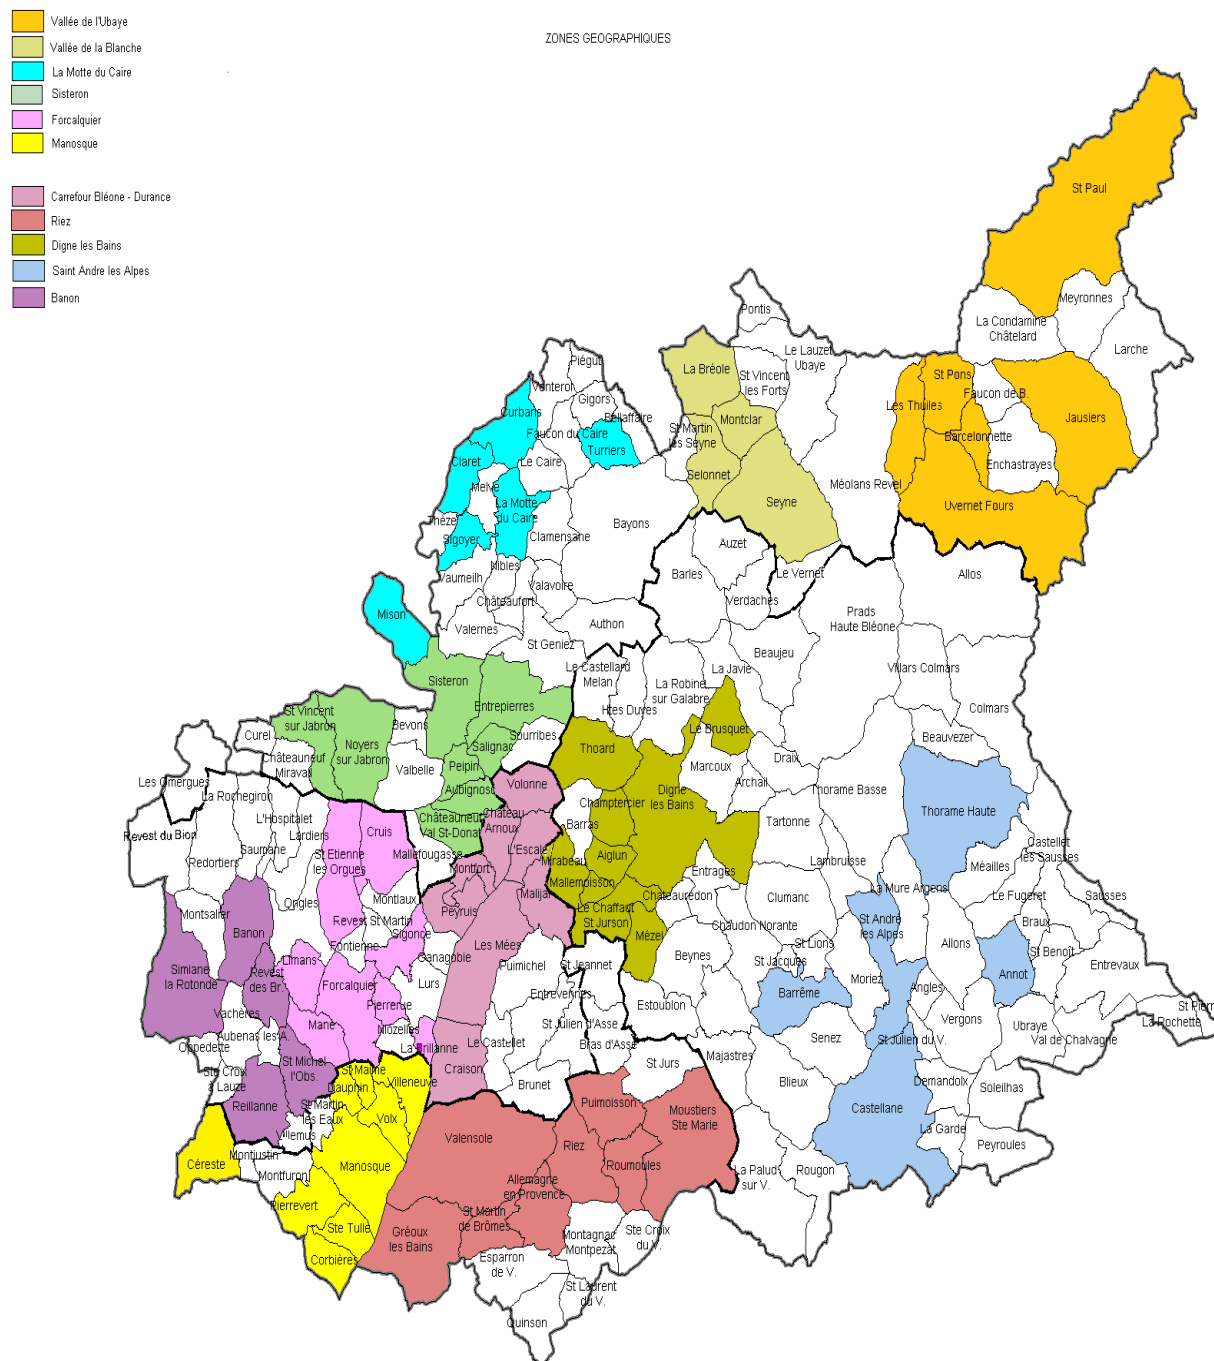 Vallée de l'Ubaye
Vallée de la Blanche
La Motte du Caire
Sisteron
Forcalquier
Manosque
Carrefour Bléone - Durance
Riez
Digne les Bains
Saint Andre les Alpes
Banon
ZONES GEOGRAPHIQUES
St Paul
Meyronnes
La Condamine
Châtelard
Larche
Pontis
Le Lauzet
Ubaye
St Vincent
les Forts
La Bréole
St Pons
Faucon de B.
Les Thuiles
Jausiers
Barcelonnette
Enchastrayes
Méolans Revel
Uvernet Fours
Piégut
Venterol
Gigors
Curbans
Bellaffaire
Faucon du Caire
Turriers
Montclar
St Martin
les Seyne
Selonnet
Seyne
Claret
Le Caire
Melve
La Motte
du Caire
Thèze
Sigoyer
Clamensane
Bayons
Nibles
Vaumeilh
Valavoire
Châteaufort
Valernes
Authon
St Geniez
Auzet
Barles
Le Vernet
Verdaches
Allos
Prads
Haute Bléone
Beaujeu
Villars Colmars
Colmars
Mison
Sisteron
Entrepierres
Le Castellard
Melan
La Robine
sur Galabre
La Javie
Htes Duyes
Le Brusquet
Beauvezer
St Vincent
sur Jabron
Bevons
Curel
Noyers
sur Jabron
Châteauneuf
Miravail
Valbelle
Sourribes
Salignac
Peipin
Aubignosc
Châteauneuf
Val St-Donat
Thoard
Marcoux
Draix
Archail
Digne
les Bains
Champtercier
Barras
Thorame Basse
Thorame Haute
Les Omergues
La Rochegiron
L'Hospitalet
Lardiers
Saumane
Revest du Bion
Redortiers
St Etienne
les Orgues
Cruis
Mallefougasse
Volonne
Château
Arnoux
L'Escale
Montfort
Mirabeau
Aiglun
Mallemoisson
Malijai
Peyruis
Le Chaffaut
St Jurson
Mézel
Châteauredon
Entrages
Tartonne
Lambruisse
Clumanc
Chaudon Norante
La Mure Argens
Méailles
Castellet
les Sausses
Sausses
Le Fugeret
Braux
St Benoît
Entrevaux
Annot
Allons
St André
les Alpes
Moriez
St Lions
St Jacques
Barrême
Senez
Angles
Vergons
Ubraye
Val de Chalvagne
La Rochette
St Julien du V.
Montsalier
Banon
Ongles
Montlaux
Revest
St Martin
Sigonce
Fontienne
Ganagobie
Lurs
Les Mées
Puimichel
St Jeannet
Entrevennes
Beynes
Estoublon
Simiane
la Rotonde
Revest
des Br.
Limans
Forcalquier
Pierrerue
Vachères
Aubenas les A.
Mane
Niozelles
La Brillanne
Oppedette
Ste Croix
à Lauze
St Michel
l'Obs.
Reillanne
St Maime
Dauphin
Villeneuve
Volx
St Martin
les Eaux
Villemus
Craison
Le Castellet
St Julien d'Asse
Bras d'Asse
Brunet
St Jurs
Majastres
Blieux
Castellane
Demandolx
Soleilhas
La Garde
Peyroules
Céreste
Montjustin
Montfuron
Manosque
Pierrevert
Ste Tulle
Corbières
Valensole
Puimoisson
Moustiers
Ste Marie
Riez
Roumoules
Allemagne
en Provence
St Martin
de Brômes
Gréoux
les Bains
La Palud
sur V.
Rougon
Montagnac
Montpezat
Ste Croix
du V.
Esparron
de V.
St Laurent
du V.
Quinson